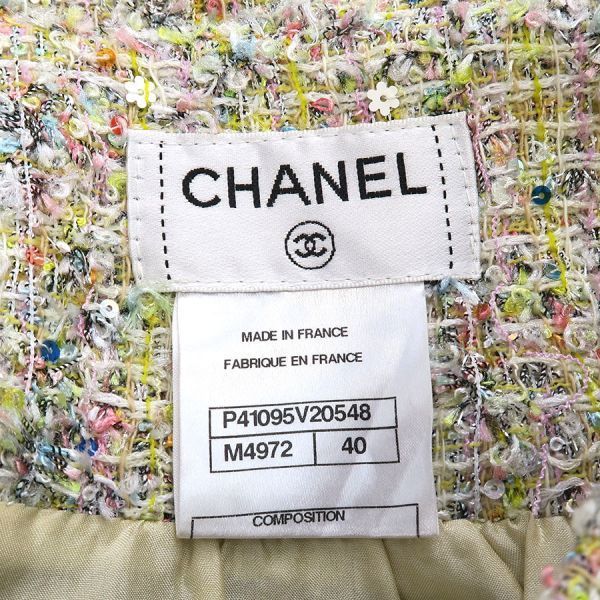 CHANEL
MADE IN FRANCE
FABRIQUE EN FRANCE
P41095V20548
M4972 40
COMPOSITION